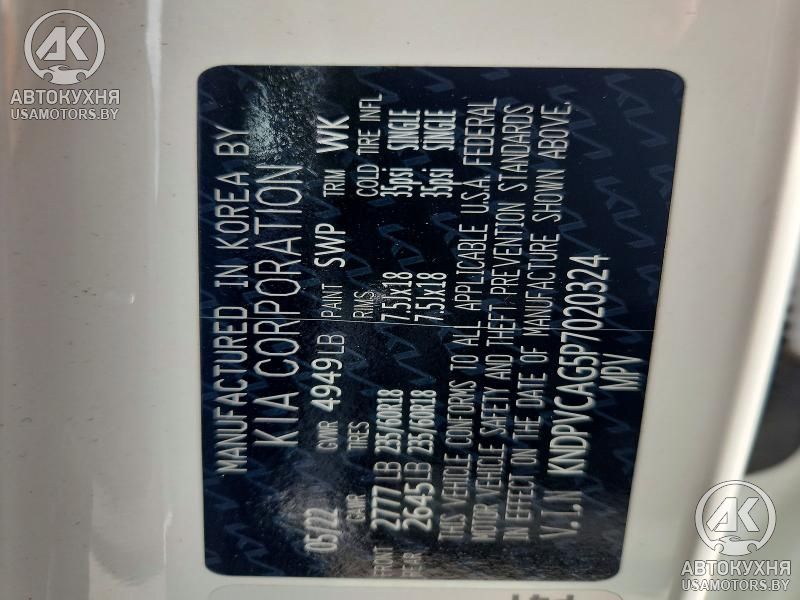 MANUFACTURED IN KOREA BY
KIA CORPORATION
05/22 GVWR 4949LB PAINT SWP TRIM WK
GAWR TIRES RIMS COLD TIRE INFL
FRONT 2777LB 235/60R18 7.5JX18 35psi SINGLE
REAR 2645LB 235/60R18 7.5JX18 35psi SINGLE
THIS VEHICLE CONFORMS TO ALL APPLICABLE U.S.A. FEDERAL
MOTOR VEHICLE SAFETY AND THEFT PREVENTION STANDARDS
IN EFFECT ON THE DATE OF MANUFACTURE SHOWN ABOVE.
V.I.N KNDPVCAG5P7020324
MPV
АК
АВТОКУХНЯ
USAMOTORS.BY
АК
АВТОКУХНЯ
USAMOTORS.BY